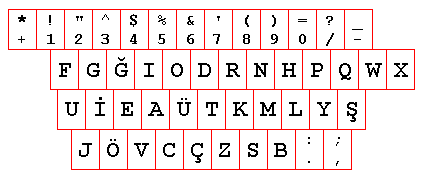 * ! " ^ $ % & ' ( ) = ? _
+ 1 2 3 4 5 6 7 8 9 0 / -
F G Ğ I O D R N H P Q W X
U İ E A Ü T K M L Y Ş
J Ö V C Ç Z S B : ;
. ,